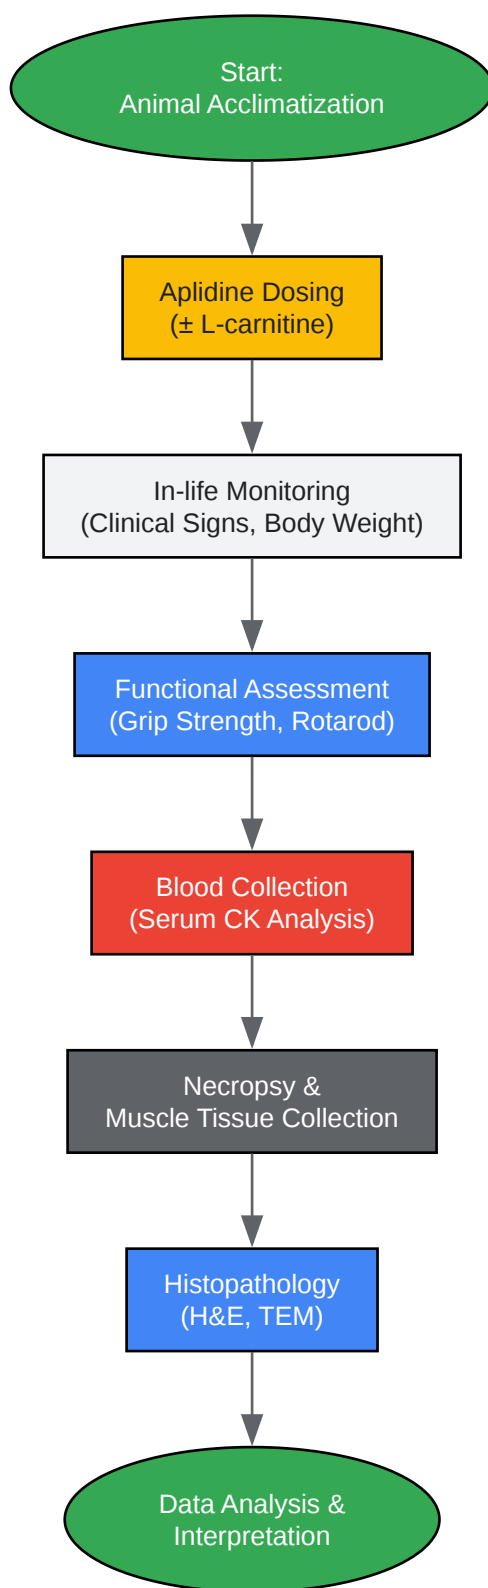 Start:
Animal Acclimatization
Aplidine Dosing
(± L-carnitine)
In-life Monitoring
(Clinical Signs, Body Weight)
Functional Assessment
(Grip Strength, Rotarod)
Blood Collection
(Serum CK Analysis)
Necropsy &
Muscle Tissue Collection
Histopathology
(H&E, TEM)
Data Analysis &
Interpretation